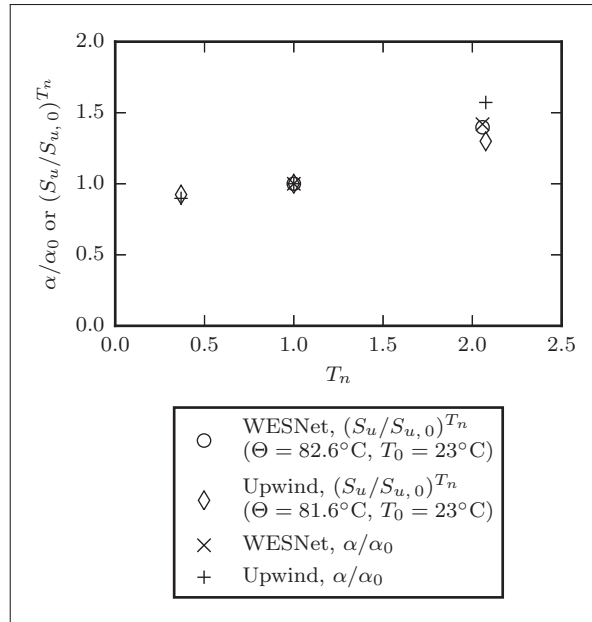 2.0
1.5
1.0
0.5
0.0
α/α₀ or (Sᵤ/Sᵤ,₀)^{Tₙ}
0.0 0.5 1.0 1.5 2.0 2.5
Tₙ
WESNet, (Sᵤ/Sᵤ,₀)^{Tₙ}
(Θ = 82.6°C, T₀ = 23°C)
Upwind, (Sᵤ/Sᵤ,₀)^{Tₙ}
(Θ = 81.6°C, T₀ = 23°C)
WESNet, α/α₀
Upwind, α/α₀